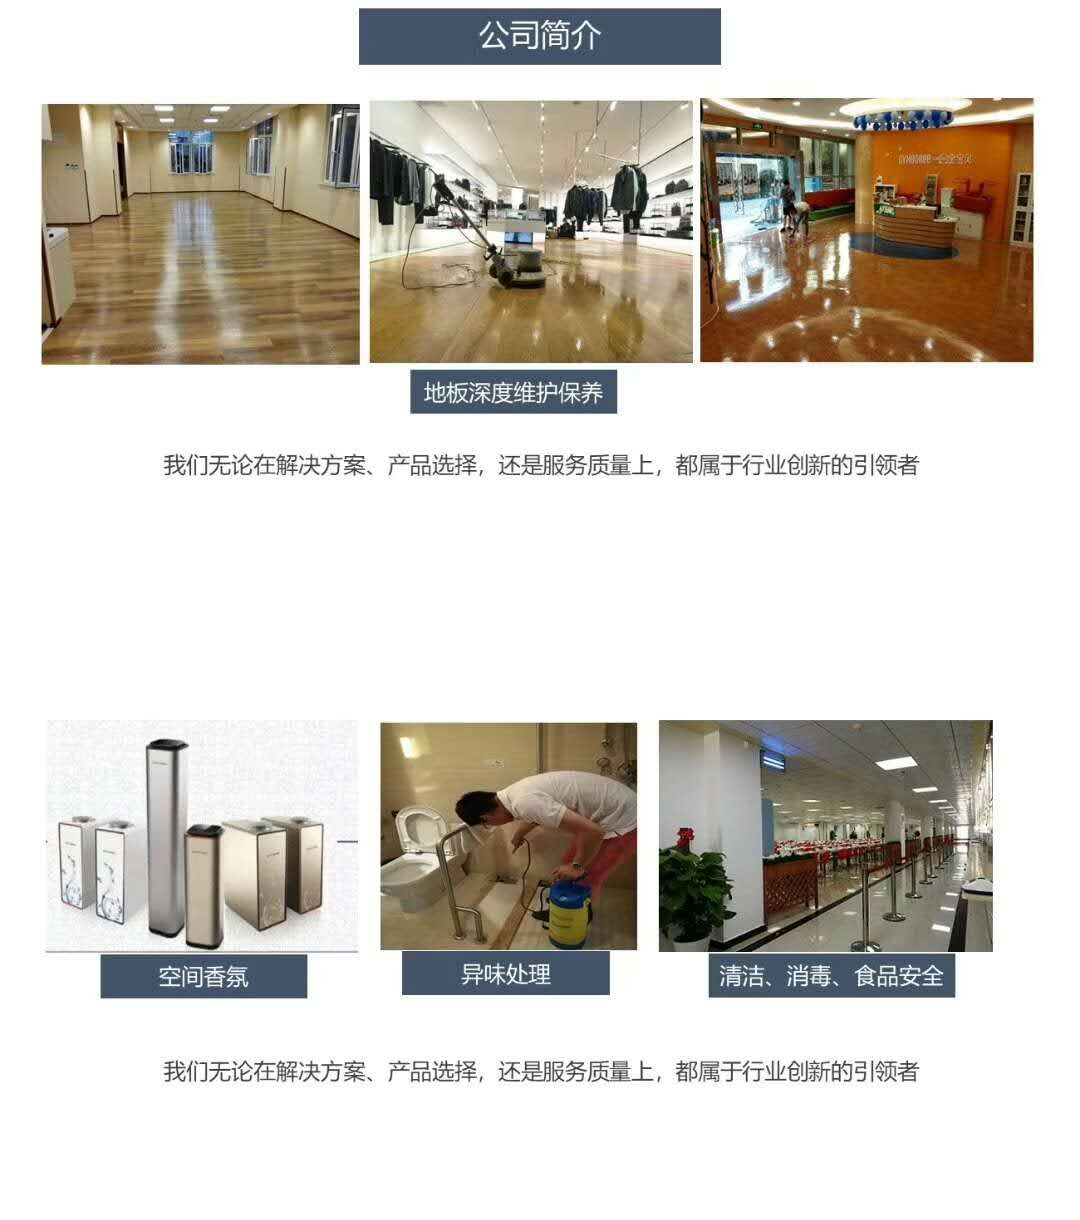 公司简介
地板深度维护保养
我们无论在解决方案、产品选择，还是服务质量上，都属于行业创新的引领者
空间香氛
异味处理
清洁、消毒、食品安全
我们无论在解决方案、产品选择，还是服务质量上，都属于行业创新的引领者